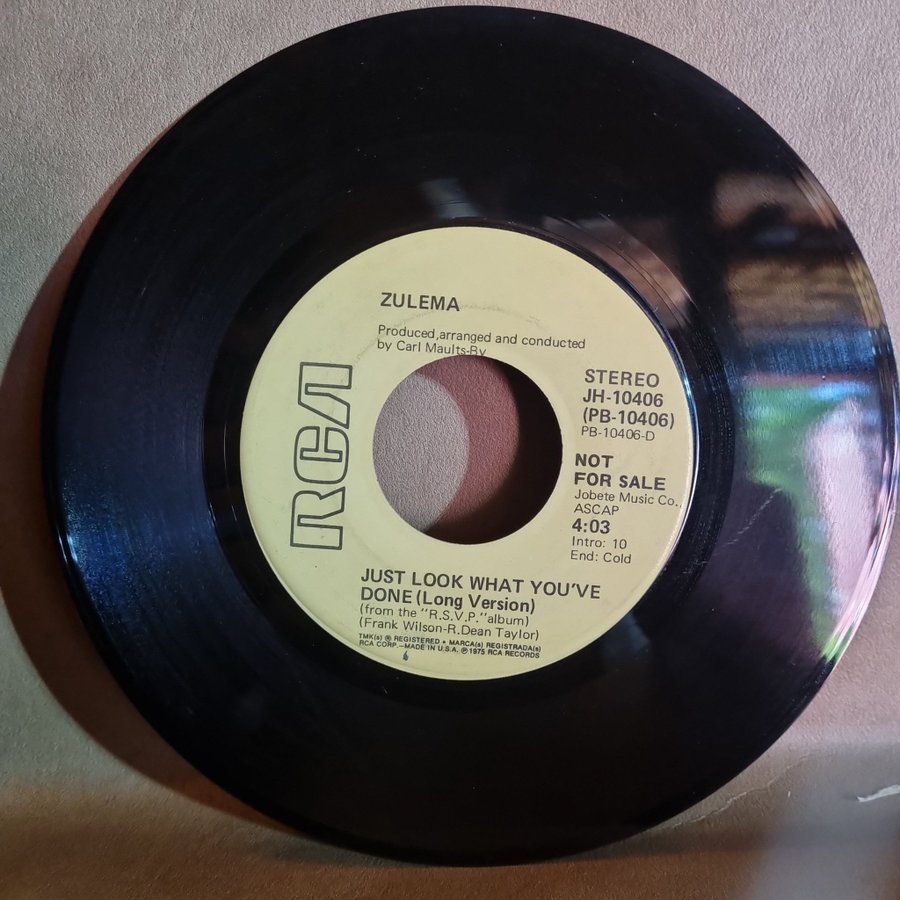 ZULEMA
Produced,arranged and conducted
by Carl Maults-By
RCA
STEREO
JH-10406
(PB-10406)
PB-10406-D
NOT
FOR SALE
Jobete Music Co.,
ASCAP
4:03
Intro: 10
End: Cold
JUST LOOK WHAT YOU'VE
DONE (Long Version)
(from the "R.S.V.P."album)
(Frank Wilson-R.Dean Taylor)
TMK(s) ® REGISTERED • MARCA(s) REGISTRADA(s)
RCA CORP.—MADE IN U.S.A. ℗ 1975 RCA RECORDS
6